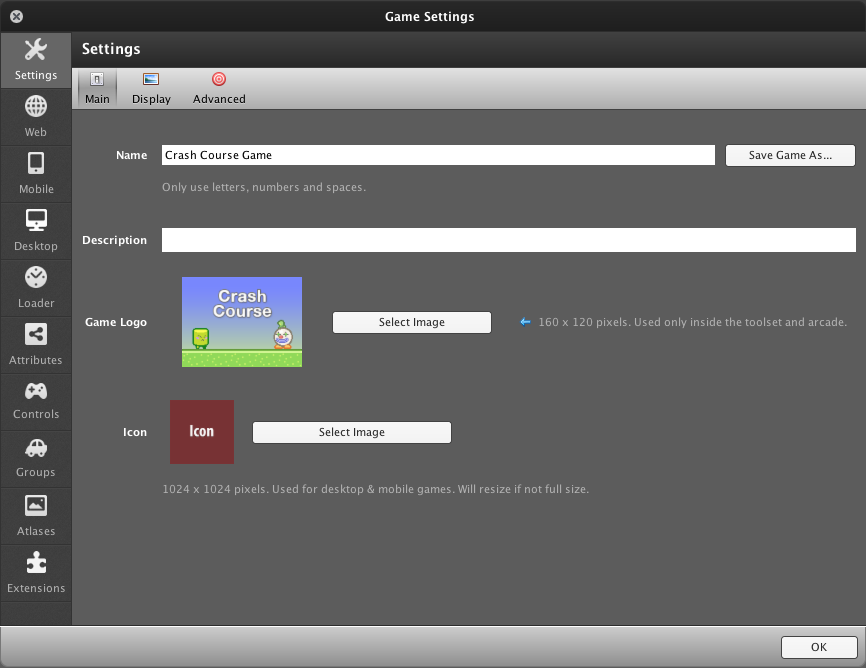 Game Settings
Settings
Settings
Main
Display
Advanced
Web
Mobile
Desktop
Loader
Attributes
Controls
Groups
Atlases
Extensions
Name
Crash Course Game
Save Game As...
Only use letters, numbers and spaces.
Description
Game Logo
Crash
Course
Select Image
160 x 120 pixels. Used only inside the toolset and arcade.
Icon
Icon
Select Image
1024 x 1024 pixels. Used for desktop & mobile games. Will resize if not full size.
OK